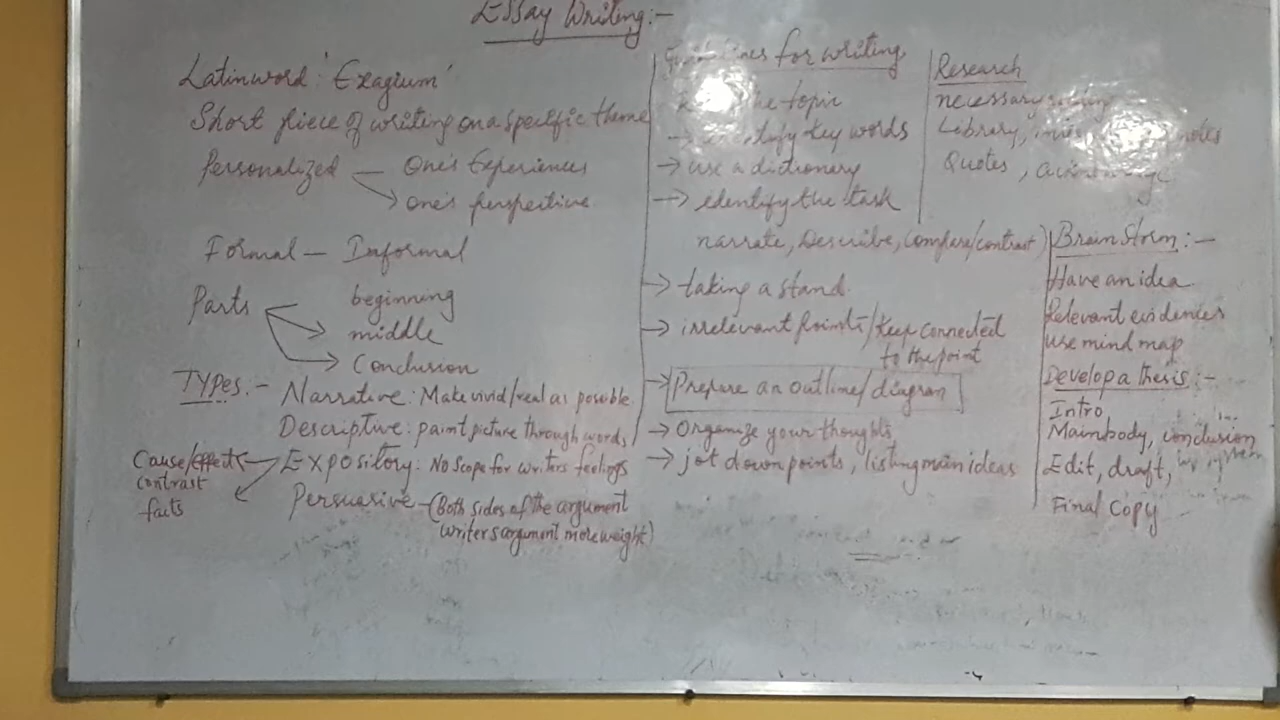 Essay Writing:-
Latin word 'Exagium'
Short piece of writing on a specific theme
Personalized — One's Experiences
→ one's perspective
Formal — Informal
Parts → beginning
→ middle
→ Conclusion
TYPES:- Narrative: Make vivid/real as possible
Descriptive: paint picture through words
Cause/effect ← Expository: No scope for writers feelings
contrast
facts
Persuasive - (Both sides of the argument
writers argument more weight)
Guidelines for writing
the topic
→ identify key words
→ use a dictionary
→ identify the task
narrate, Describe, Compare/contrast)
→ taking a stand
→ irrelevant points/keep connected
to the point
→ Prepare an outline/diagram
→ Organize your thoughts
→ jot down points, listing main ideas
Research
necessary
Library,
Quotes,
Brain Storm:-
Have an idea
Relevant evidences
use mind map
Develop a thesis:-
Intro,
Mainbody, conclusion
Edit, draft,
Final Copy